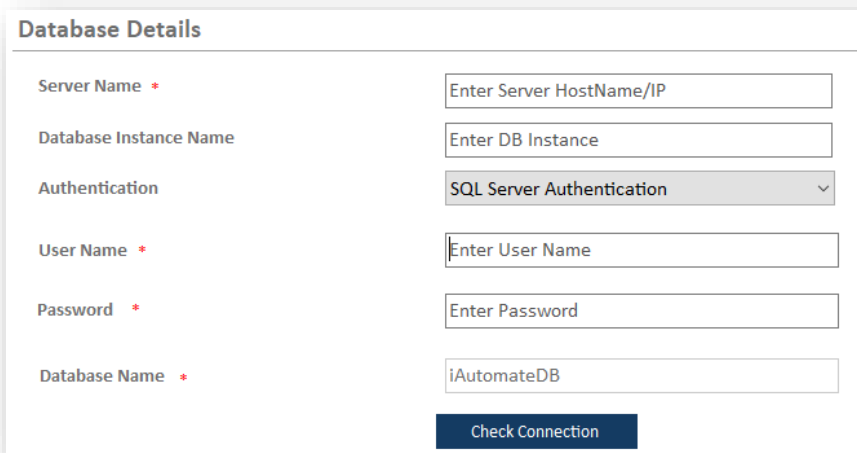 Database Details
Server Name * Enter Server HostName/IP
Database Instance Name Enter DB Instance
Authentication SQL Server Authentication
User Name * Enter User Name
Password * Enter Password
Database Name * iAutomateDB
Check Connection